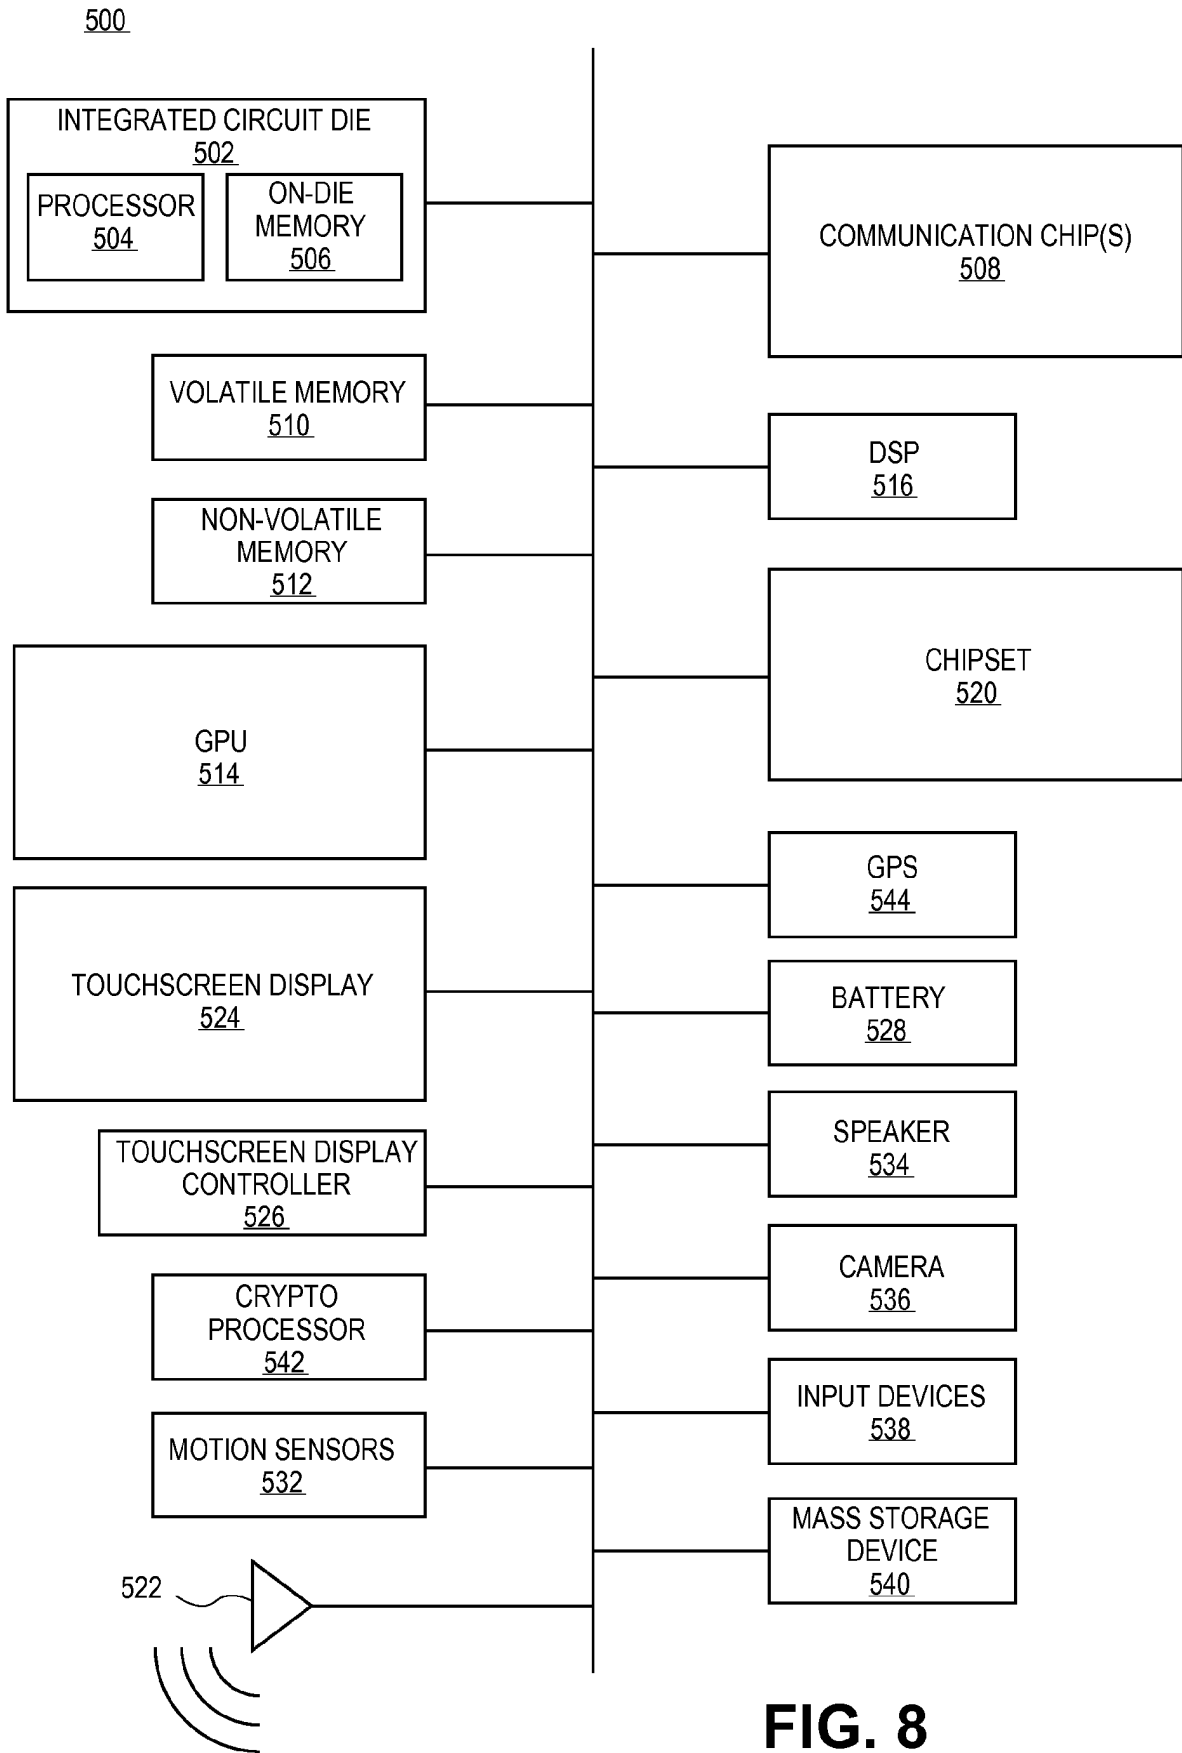 500
INTEGRATED CIRCUIT DIE
502
PROCESSOR
504
ON-DIE
MEMORY
506
VOLATILE MEMORY
510
NON-VOLATILE
MEMORY
512
GPU
514
TOUCHSCREEN DISPLAY
524
TOUCHSCREEN DISPLAY
CONTROLLER
526
CRYPTO
PROCESSOR
542
MOTION SENSORS
532
522
COMMUNICATION CHIP(S)
508
DSP
516
CHIPSET
520
GPS
544
BATTERY
528
SPEAKER
534
CAMERA
536
INPUT DEVICES
538
MASS STORAGE
DEVICE
540
FIG. 8